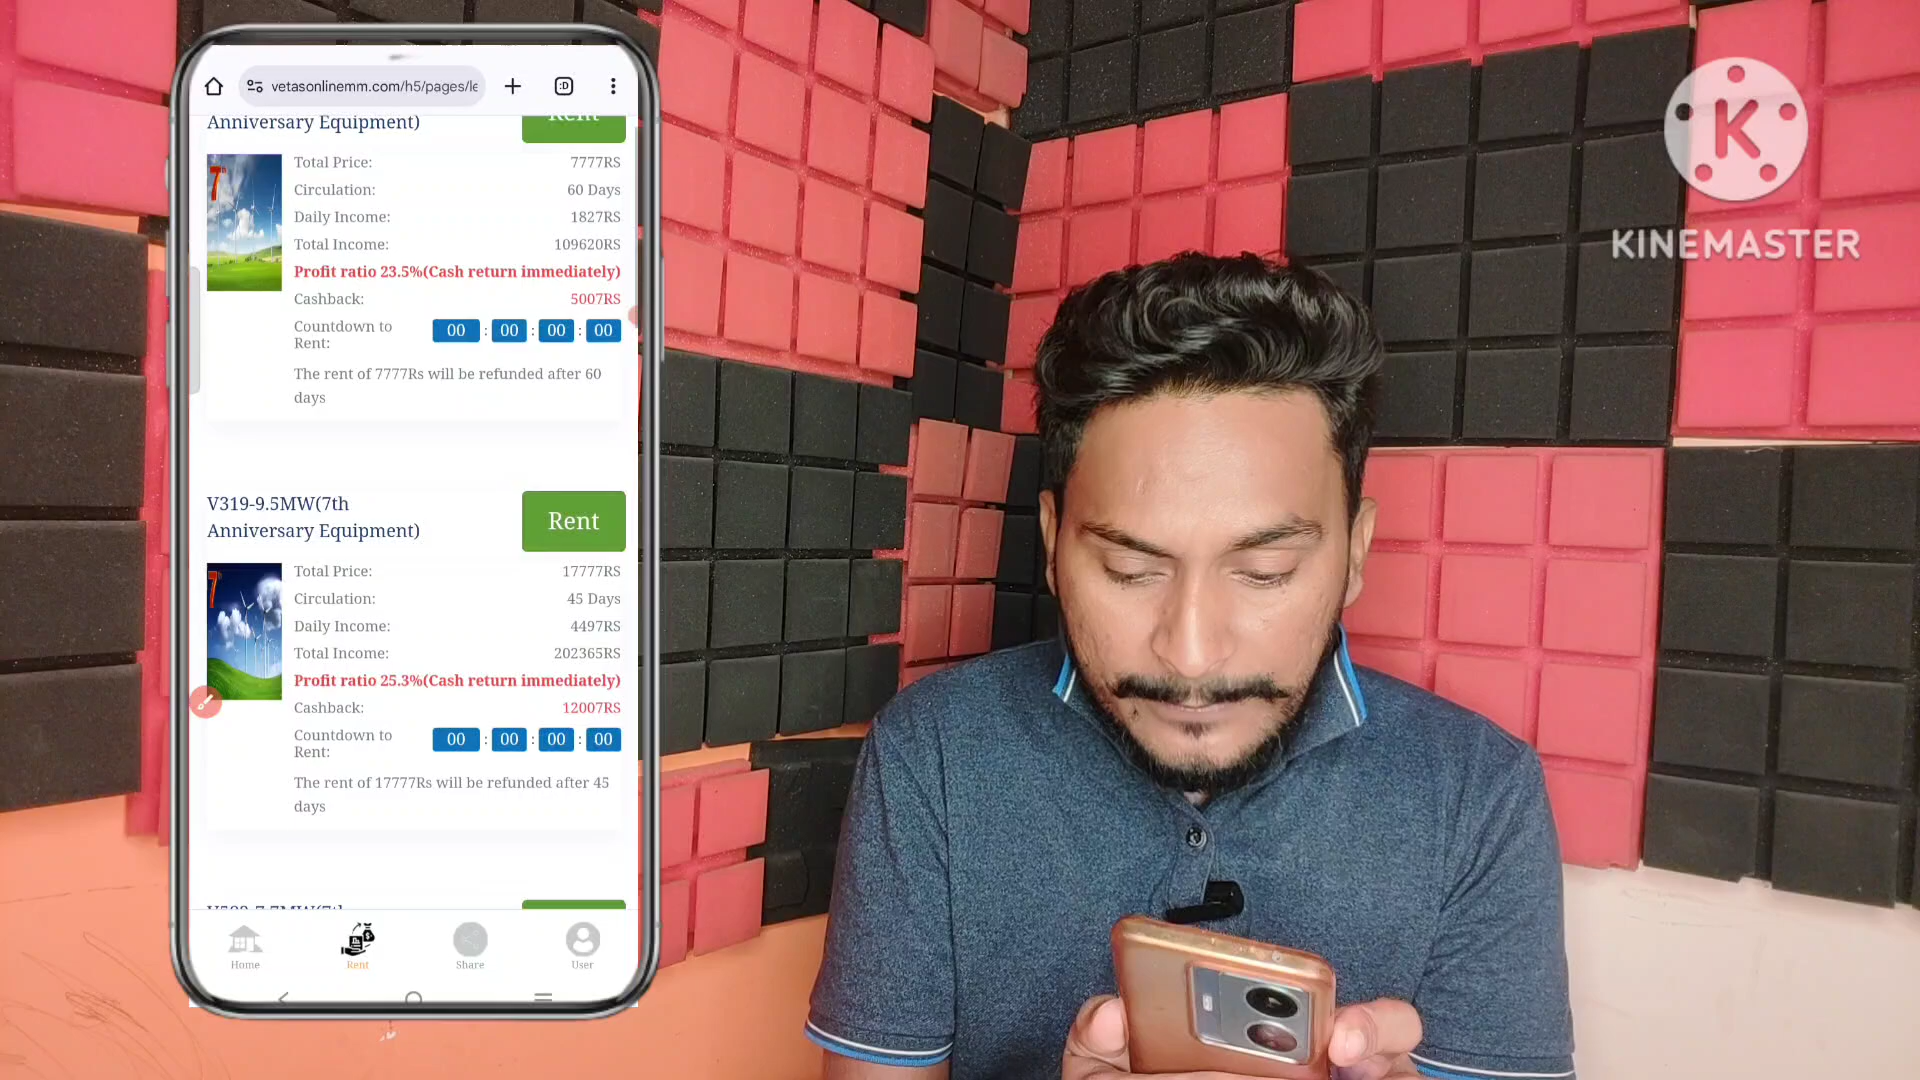 vetasonlinemm.com/h5/pages/le
:D
Anniversary Equipment)
Rent
Total Price: 7777RS
Circulation: 60 Days
Daily Income: 1827RS
Total Income: 109620RS
Profit ratio 23.5%(Cash return immediately)
Cashback: 5007RS
Countdown to
Rent:
00 : 00 : 00 : 00
The rent of 7777Rs will be refunded after 60
days
V319-9.5MW(7th
Anniversary Equipment)
Rent
7
Total Price: 17777RS
Circulation: 45 Days
Daily Income: 4497RS
Total Income: 202365RS
Profit ratio 25.3%(Cash return immediately)
Cashback: 12007RS
Countdown to
Rent:
00 : 00 : 00 : 00
The rent of 17777Rs will be refunded after 45
days
Home
Rent
Share
User
K
KINEMASTER